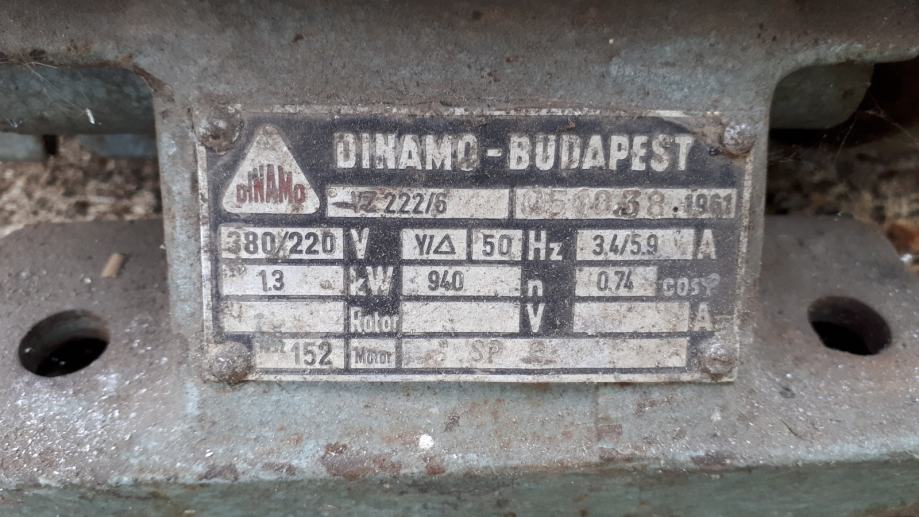 DINAMO
DINAMO-BUDAPEST
VZ 222/6 1961
380/220 V Y/Δ 50 Hz 3.4/5.9 A
1.3 kW 940 n 0.74 cosφ
Rotor V A
152 Motor SP